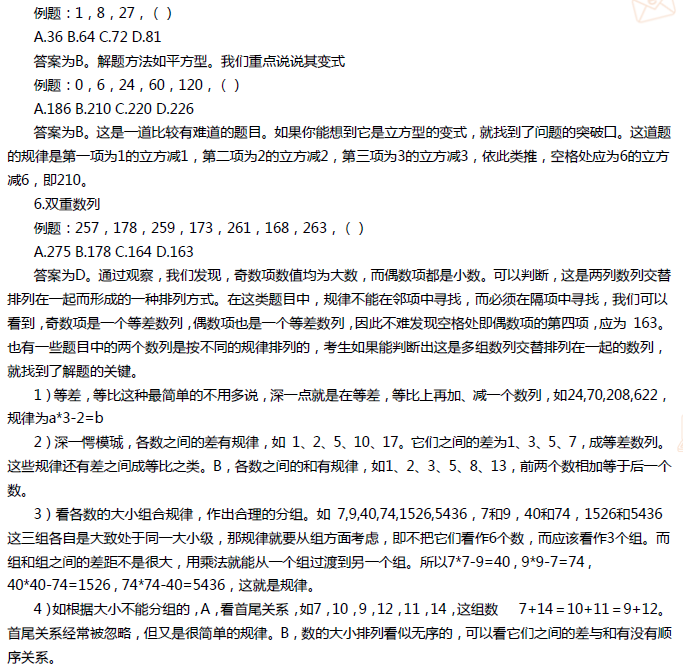 例题：1，8，27，（ ）
A.36 B.64 C.72 D.81
答案为B。解题方法如平方型。我们重点说说其变式
例题：0，6，24，60，120，（ ）
A.186 B.210 C.220 D.226
答案为B。这是一道比较有难道的题目。如果你能想到它是立方型的变式，就找到了问题的突破口。这道题
的规律是第一项为1的立方减1，第二项为2的立方减2，第三项为3的立方减3，依此类推，空格处应为6的立方
减6，即210。
6.双重数列
例题：257，178，259，173，261，168，263，（ ）
A.275 B.178 C.164 D.163
答案为D。通过观察，我们发现，奇数项数值均为大数，而偶数项都是小数。可以判断，这是两列数列交替
排列在一起而形成的一种排列方式。在这类题目中，规律不能在邻项中寻找，而必须在隔项中寻找，我们可以
看到，奇数项是一个等差数列，偶数项也是一个等差数列，因此不难发现空格处即偶数项的第四项，应为 163。
也有一些题目中的两个数列是按不同的规律排列的，考生如果能判断出这是多组数列交替排列在一起的数列，
就找到了解题的关键。
1）等差，等比这种最简单的不用多说，深一点就是在等差，等比上再加、减一个数列，如24,70,208,622，
规律为a*3-2=b
2）深一愕模珹，各数之间的差有规律，如 1、2、5、10、17。它们之间的差为1、3、5、7，成等差数列。
这些规律还有差之间成等比之类。B，各数之间的和有规律，如1、2、3、5、8、13，前两个数相加等于后一个
数。
3）看各数的大小组合规律，作出合理的分组。如 7,9,40,74,1526,5436，7和9，40和74，1526和5436
这三组各自是大致处于同一大小级，那规律就要从组方面考虑，即不把它们看作6个数，而应该看作3个组。而
组和组之间的差距不是很大，用乘法就能从一个组过渡到另一个组。所以7*7-9=40 , 9*9-7=74 ,
40*40-74=1526 , 74*74-40=5436，这就是规律。
4）如根据大小不能分组的，A，看首尾关系，如7，10，9，12，11，14，这组数 7+14＝10+11＝9+12。
首尾关系经常被忽略，但又是很简单的规律。B，数的大小排列看似无序的，可以看它们之间的差与和有没有顺
序关系。